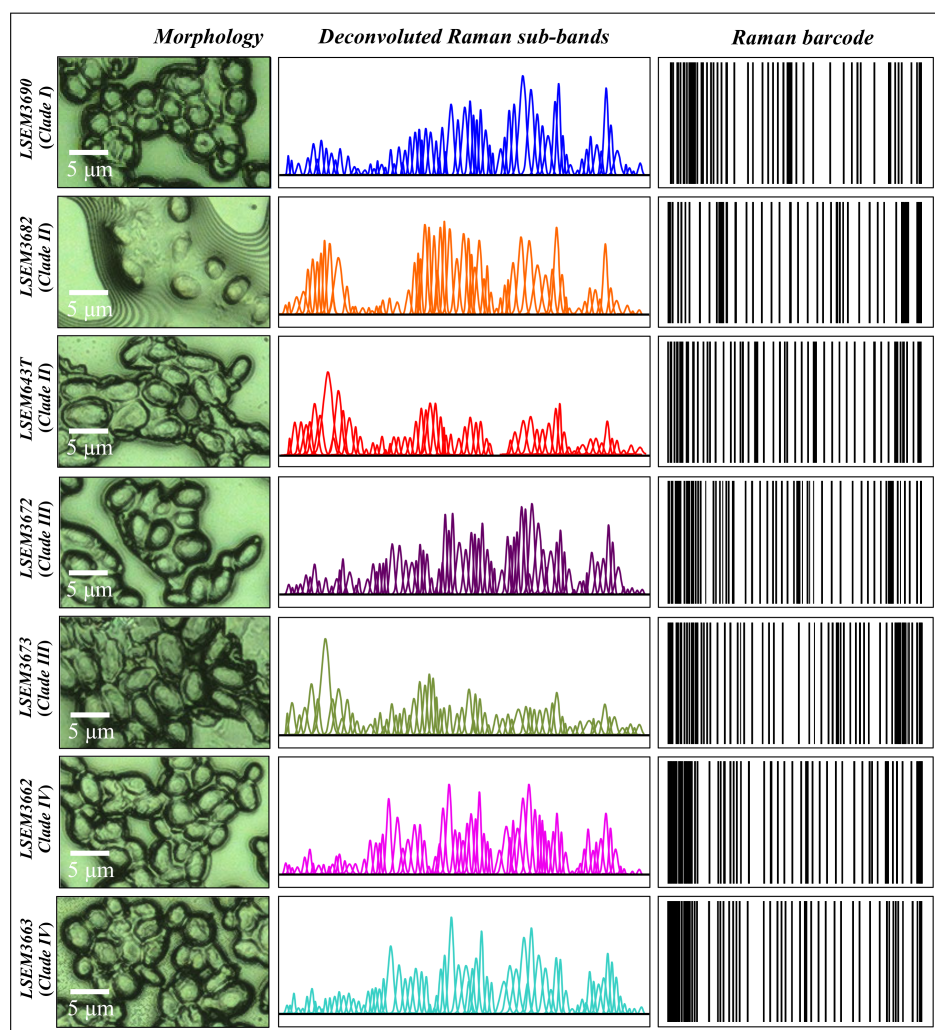 Morphology
Deconvoluted Raman sub-bands
Raman barcode
LSEM3690
(Clade I)
5 μm
LSEM3682
(Clade II)
5 μm
LSEM643T
(Clade II)
5 μm
LSEM3672
(Clade III)
5 μm
LSEM3673
(Clade III)
5 μm
LSEM3662
Clade IV)
5 μm
LSEM3663
(Clade IV)
5 μm